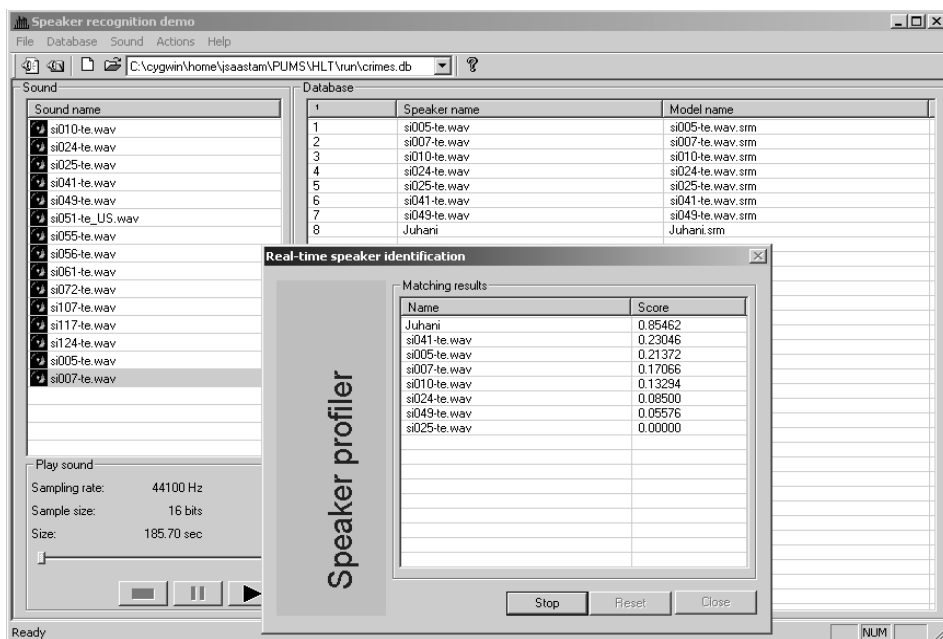 Speaker recognition demo
File Database Sound Actions Help
C:\cygwin\home\jsaastam\PUMS\HLT\run\crimes.db
Sound
Sound name
si010-te.wav
si024-te.wav
si025-te.wav
si041-te.wav
si049-te.wav
si051-te_US.wav
si055-te.wav
si056-te.wav
si061-te.wav
si072-te.wav
si107-te.wav
si117-te.wav
si124-te.wav
si005-te.wav
si007-te.wav
Play sound
Sampling rate: 44100 Hz
Sample size: 16 bits
Size: 185.70 sec
Database
1 Speaker name Model name
1 si005-te.wav si005-te.wav.srm
2 si007-te.wav si007-te.wav.srm
3 si010-te.wav si010-te.wav.srm
4 si024-te.wav si024-te.wav.srm
5 si025-te.wav si025-te.wav.srm
6 si041-te.wav si041-te.wav.srm
7 si049-te.wav si049-te.wav.srm
8 Juhani Juhani.srm
Real-time speaker identification
Speaker profiler
Matching results
Name Score
Juhani 0.85462
si041-te.wav 0.23046
si005-te.wav 0.21372
si007-te.wav 0.17066
si010-te.wav 0.13294
si024-te.wav 0.08500
si049-te.wav 0.05576
si025-te.wav 0.00000
Stop Reset Close
Ready NUM